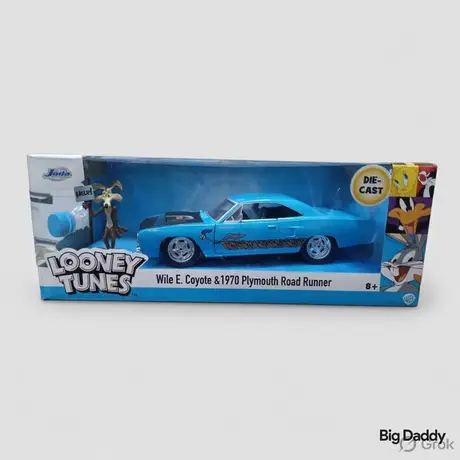 Jada
DIE-
CAST
LOONEY
TUNES
Wile E. Coyote &1970 Plymouth Road Runner
8+
Big Daddy
Grok